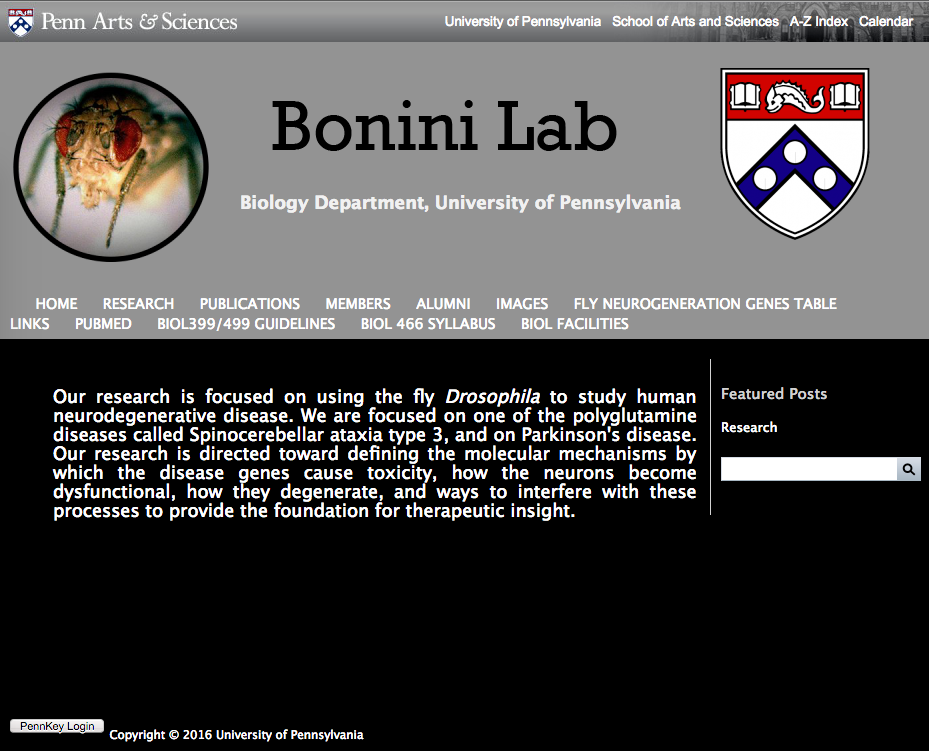 Penn Arts & Sciences
University of Pennsylvania School of Arts and Sciences A-Z Index Calendar
Bonini Lab
Biology Department, University of Pennsylvania
HOME RESEARCH PUBLICATIONS MEMBERS ALUMNI IMAGES FLY NEUROGENERATION GENES TABLE
LINKS PUBMED BIOL399/499 GUIDELINES BIOL 466 SYLLABUS BIOL FACILITIES
Our research is focused on using the fly Drosophila to study human
neurodegenerative disease. We are focused on one of the polyglutamine
diseases called Spinocerebellar ataxia type 3, and on Parkinson's disease.
Our research is directed toward defining the molecular mechanisms by
which the disease genes cause toxicity, how the neurons become
dysfunctional, how they degenerate, and ways to interfere with these
processes to provide the foundation for therapeutic insight.
Featured Posts
Research
PennKey Login
Copyright © 2016 University of Pennsylvania